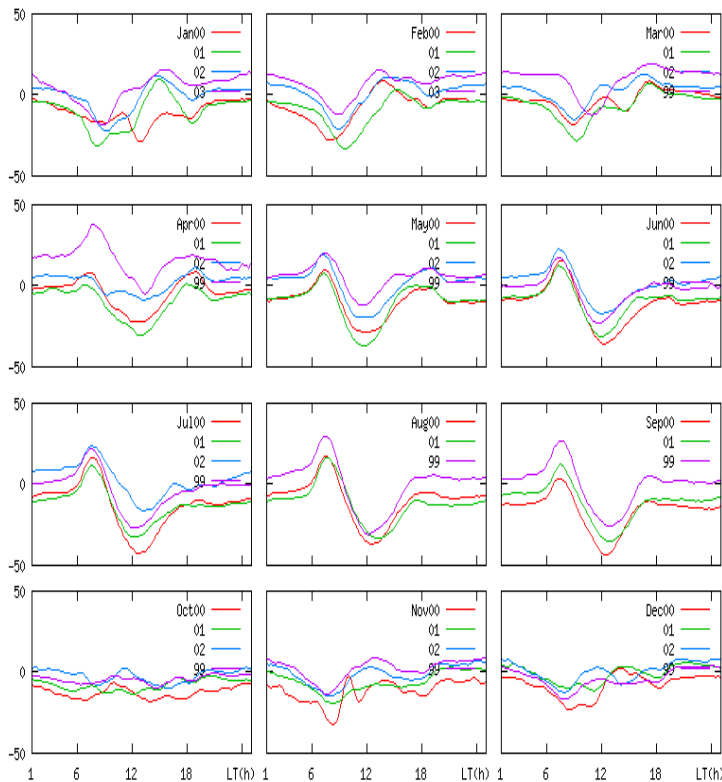 50 Jan00 Feb00 Mar00
01 01 01
02 02 02
0 03 03 99
-50
50 Apr00 May00 Jun00
01 01 01
02 02 02
0 99 99 99
-50
50 Jul00 Aug00 Sep00
01 01 01
02 99 99
0 99
-50
50 Oct00 Nov00 Dec00
01 01 01
02 02 02
0 99 99 99
-50
1 6 12 18 LT(h) 1 6 12 18 LT(h) 1 6 12 18 LT(h)